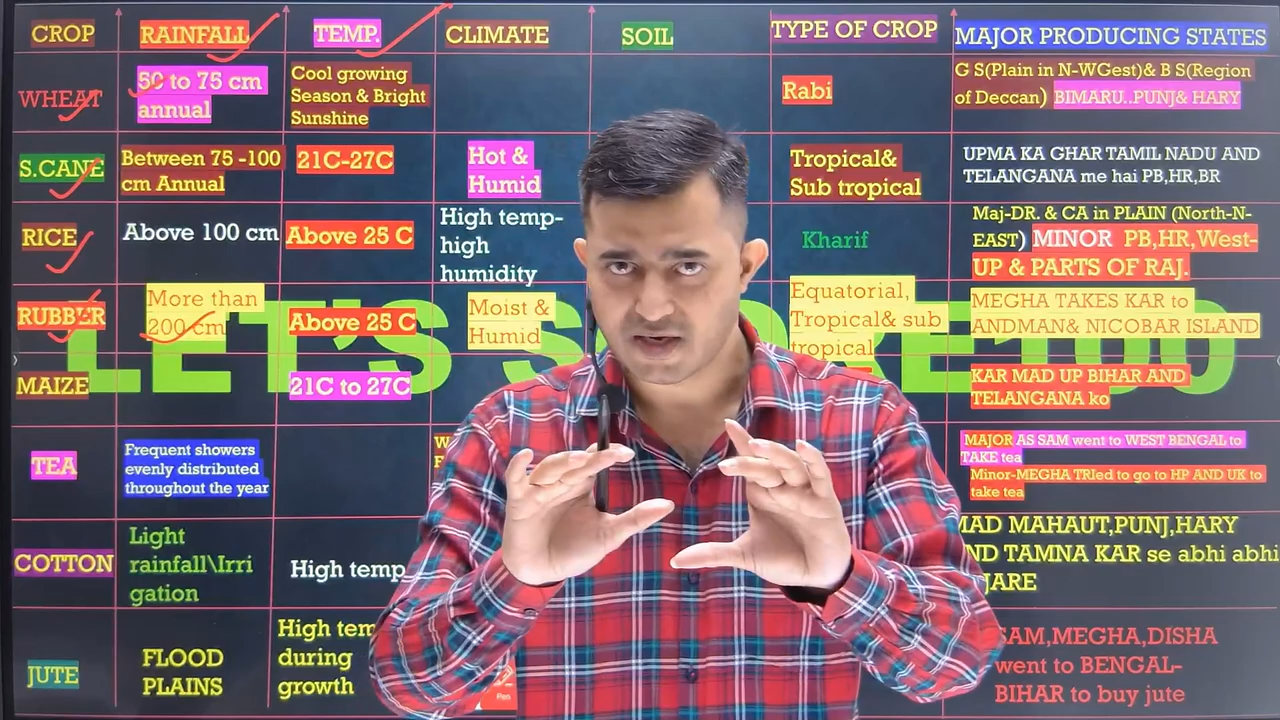 CROP RAINFALL TEMP. CLIMATE SOIL TYPE OF CROP MAJOR PRODUCING STATES
WHEAT
50 to 75 cm
annual
Cool growing
Season & Bright
Sunshine
Rabi
G S(Plain in N-WGest)& B S(Region
of Deccan) BIMARU..PUNJ& HARY
S.CANE
Between 75 -100
cm Annual
21C-27C
Hot &
Humid
Tropical&
Sub tropical
UPMA KA GHAR TAMIL NADU AND
TELANGANA me hai PB,HR,BR
RICE
Above 100 cm
Above 25 C
High temp-
high
humidity
Kharif
Maj-DR. & CA in PLAIN (North-N-
EAST) MINOR PB,HR,West-
UP & PARTS OF RAJ.
RUBBER
More than
200 cm
Above 25 C
Moist &
Humid
Equatorial,
Tropical& sub
tropical
MEGHA TAKES KAR to
ANDMAN& NICOBAR ISLAND
LET'S
MAIZE
21C to 27C
KAR MAD UP BIHAR AND
TELANGANA ko
TEA
Frequent showers
evenly distributed
throughout the year
MAJOR AS SAM went to WEST BENGAL to
TAKE tea
Minor-MEGHA TRIed to go to HP AND UK to
take tea
COTTON
Light
rainfall\Irri
gation
High temp
MAD MAHAUT,PUNJ,HARY
TAMNA KAR se abhi abhi
JUTE
FLOOD
PLAINS
High
during
growth
SAM,MEGHA,DISHA
went to BENGAL-
BIHAR to buy jute
Pen